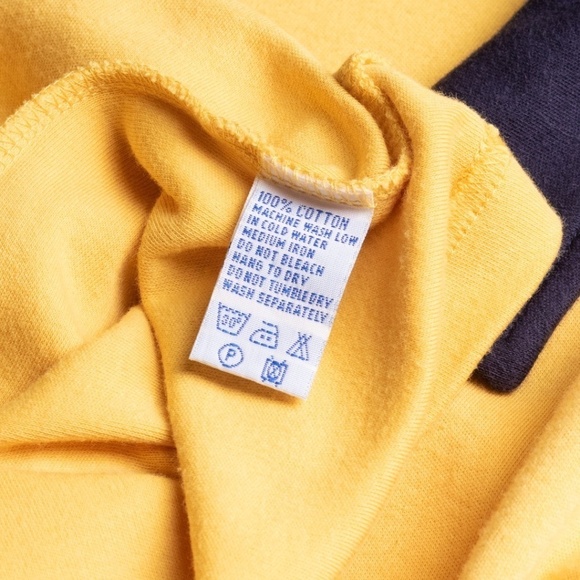 100% COTTON
MACHINE WASH LOW
IN COLD WATER
MEDIUM IRON
DO NOT BLEACH
HANG TO DRY
DO NOT TUMBLEDRY
WASH SEPARATELY
30°
P